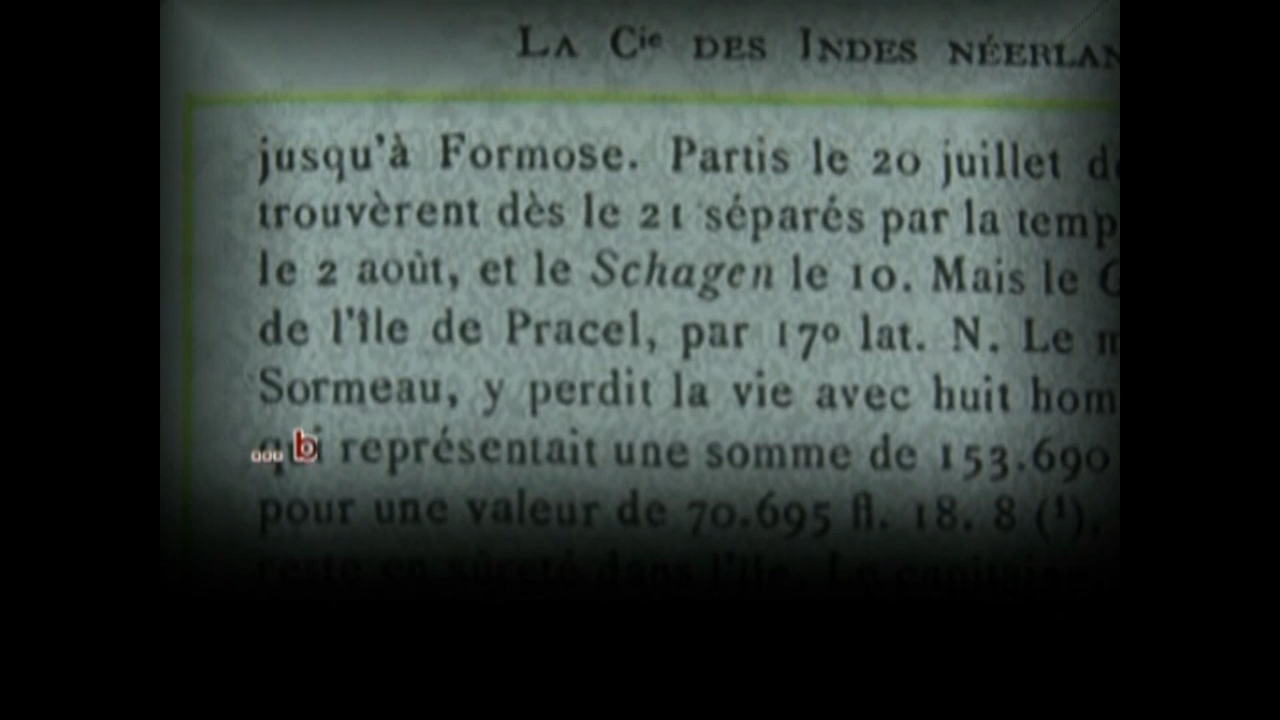 LA Cie DES INDES NÉERLAN
jusqu'à Formose. Partis le 20 juillet de
trouvèrent dès le 21 séparés par la temp
le 2 août, et le Schagen le 10. Mais le G
de l'île de Pracel, par 17º lat. N. Le m
Sormeau, y perdit la vie avec huit hom
qui représentait une somme de 153.690
... b
pour une valeur de 70.695 fl. 18. 8 (1).
reste en sûreté dans l'île. Le capitaine